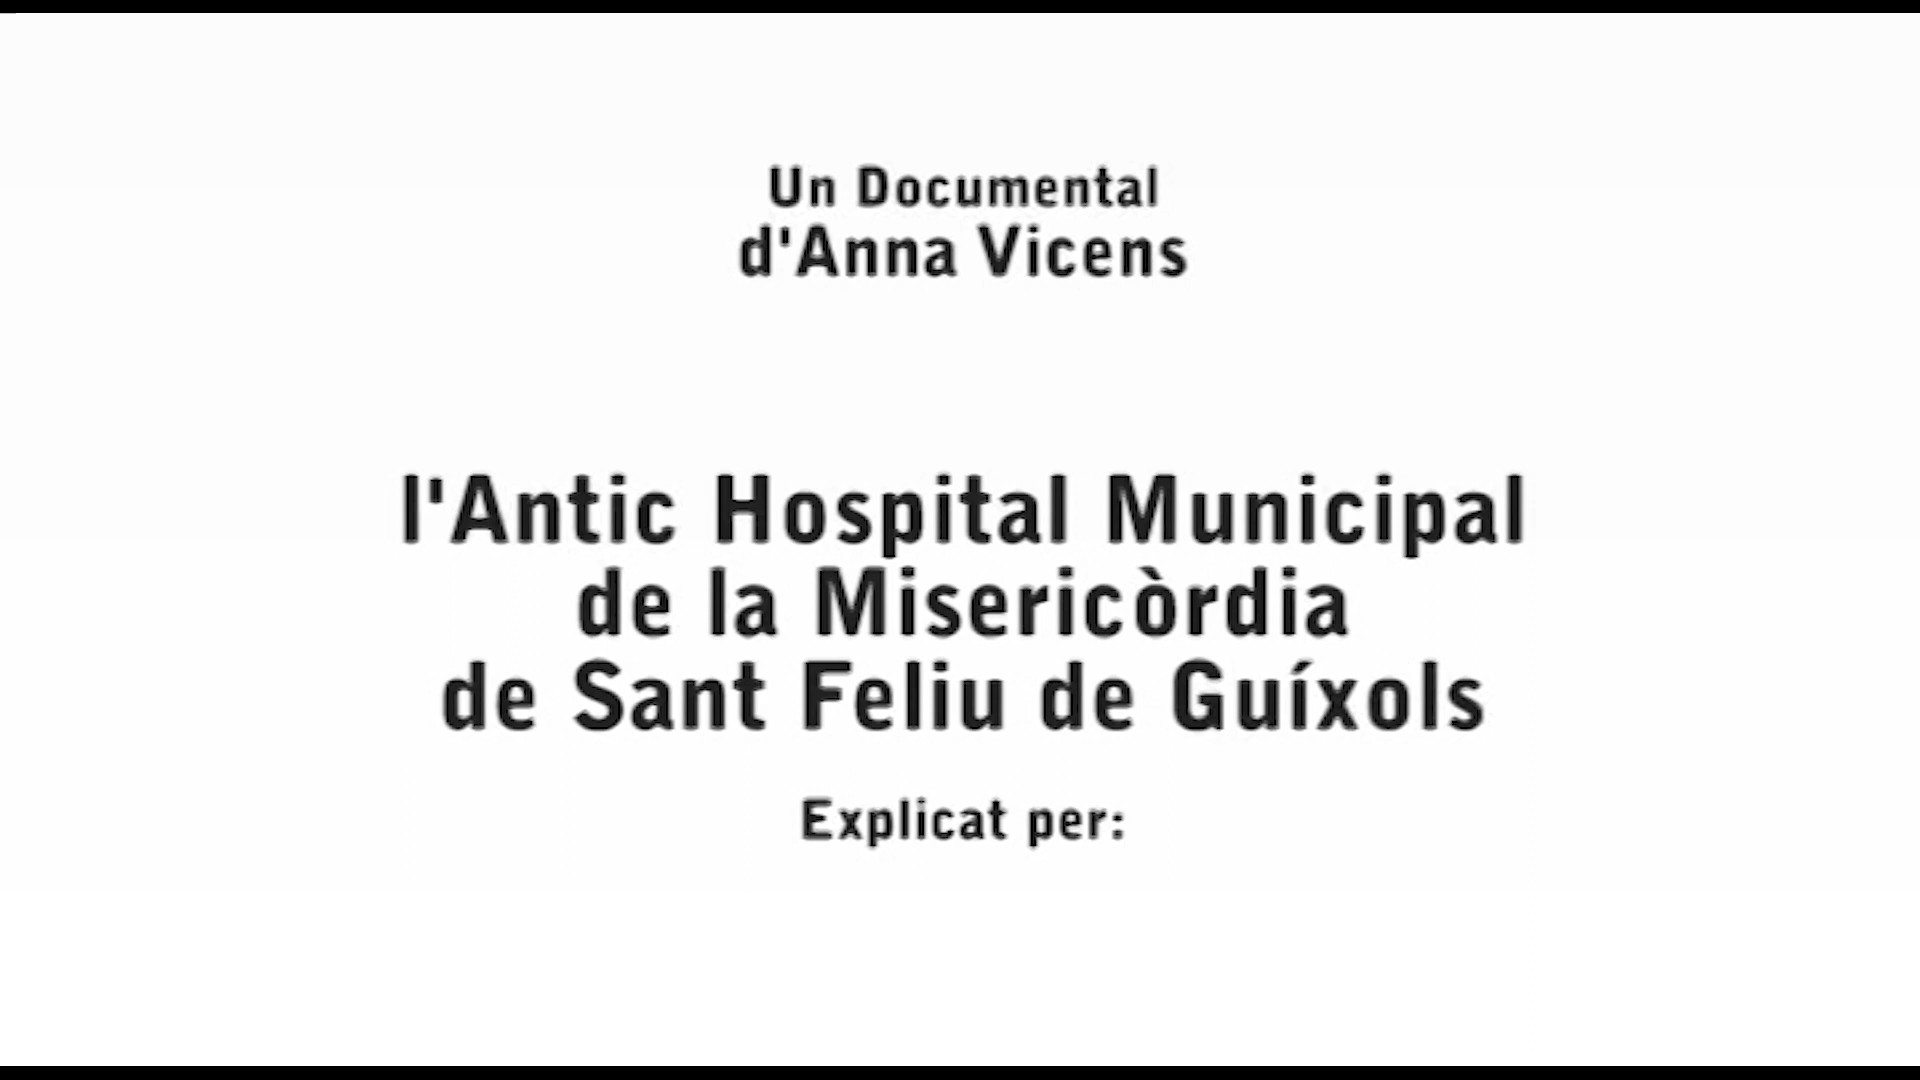 Un Documental
d'Anna Vicens
l'Antic Hospital Municipal
de la Misericòrdia
de Sant Feliu de Guíxols
Explicat per: